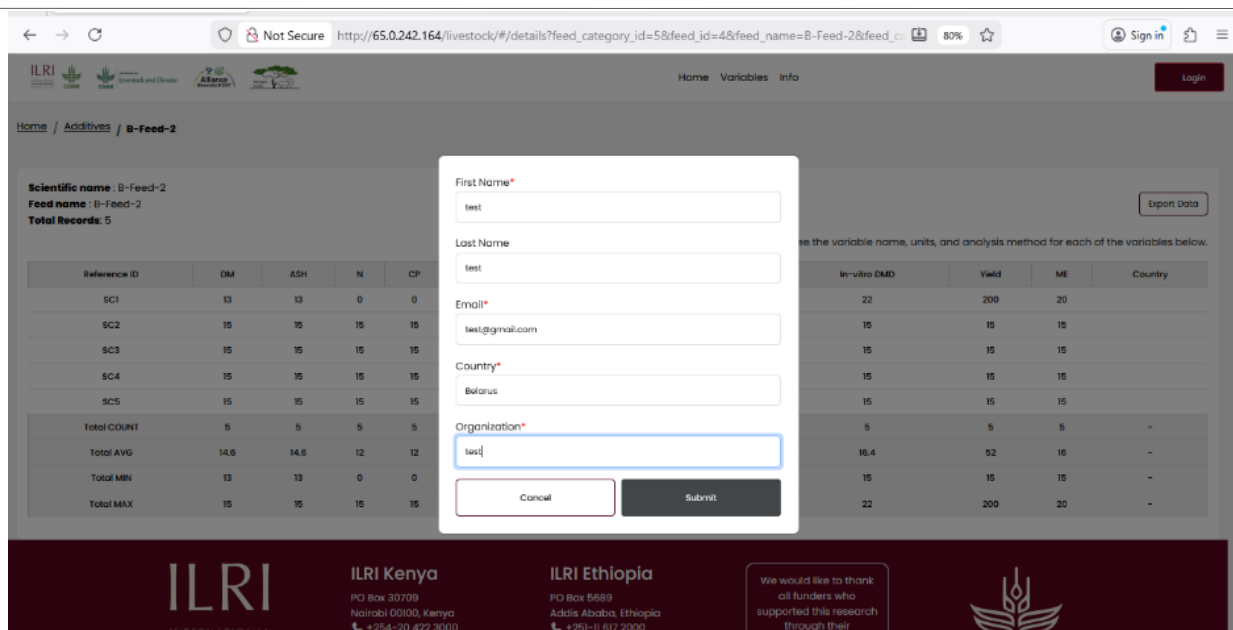 Not Secure http://65.0.242.164/livestock/#/details?feed_category_id=5&feed_id=4&feed_name=B-Feed-2&feed_c 80% Sign in
ILRI CGIAR CGIAR Livestock and Climate Alliance
Home Variables Info
Login
Home / Additives / B-Feed-2
Scientific name : B-Feed-2
Feed name : B-Feed-2
Total Records: 5
Export Data
the variable name, units, and analysis method for each of the variables below.
Reference ID DM ASH N CP In-vitro DMD Yield ME Country
SC1 13 13 0 0 22 200 20
SC2 15 15 15 15 15 15 15
SC3 15 15 15 15 15 15 15
SC4 15 15 15 15 15 15 15
SC5 15 15 15 15 15 15 15
Total COUNT 5 5 5 5 5 5 5 -
Total AVG 14.6 14.6 12 12 16.4 52 16 -
Total MIN 13 13 0 0 15 15 15 -
Total MAX 15 15 15 15 22 200 20 -
First Name*
test
Last Name
test
Email*
test@gmail.com
Country*
Belarus
Organization*
test
Cancel Submit
ILRI
ILRI Kenya
PO Box 30709
Nairobi 00100, Kenya
+254-20 422 3000
ILRI Ethiopia
PO Box 5689
Addis Ababa, Ethiopia
+251-11 617 2000
We would like to thank
all funders who
supported this research
through their